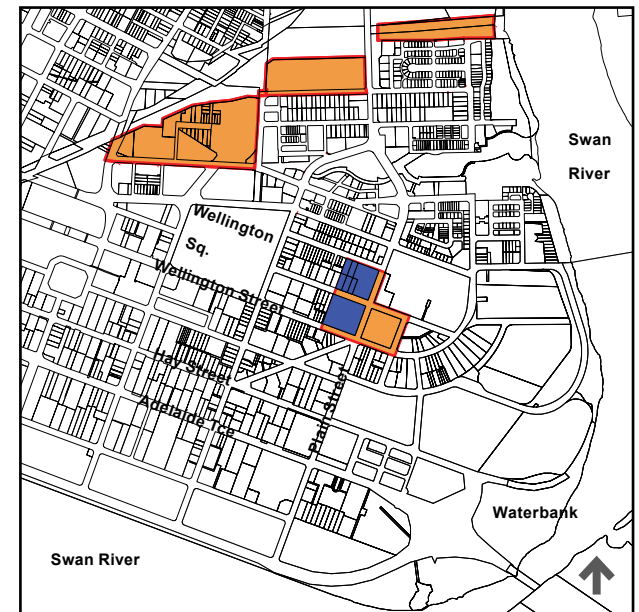 Swan
River
Wellington
Sq.
Wellington Street
Hay Street
Adelaide Tce
Plain Street
Waterbank
Swan River